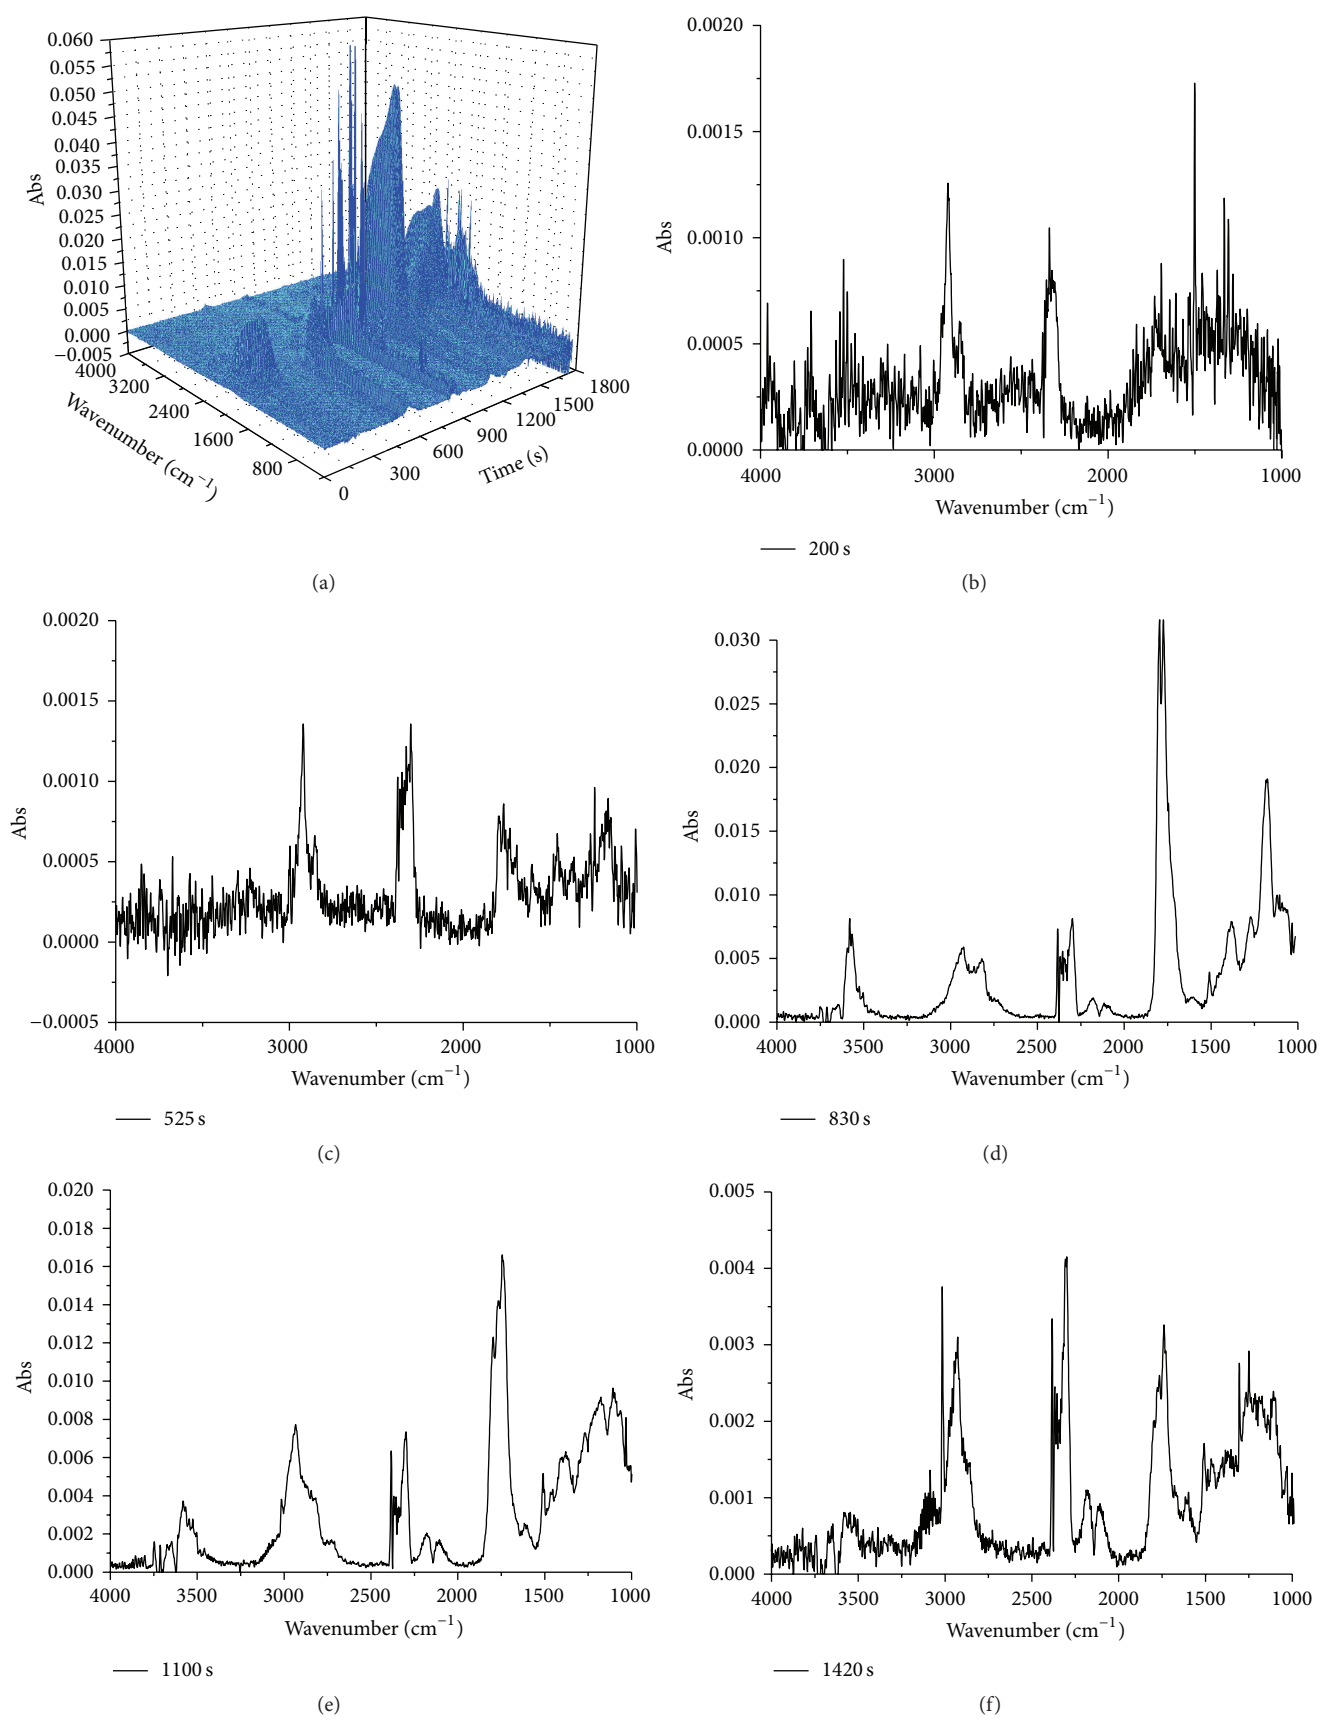 0.060
0.055
0.050
0.045
0.040
0.035
0.030
0.025
0.020
0.015
0.010
0.005
0.000
−0.005
Abs
4000
3200
2400
1600
800
Wavenumber (cm⁻¹)
0
300
600
900
1200
1500
1800
Time (s)
(a)
0.0020
0.0015
0.0010
0.0005
0.0000
Abs
4000 3000 2000 1000
Wavenumber (cm⁻¹)
200 s
(b)
0.0020
0.0015
0.0010
0.0005
0.0000
−0.0005
Abs
4000 3000 2000 1000
Wavenumber (cm⁻¹)
525 s
(c)
0.030
0.025
0.020
0.015
0.010
0.005
0.000
Abs
4000 3500 3000 2500 2000 1500 1000
Wavenumber (cm⁻¹)
830 s
(d)
0.020
0.018
0.016
0.014
0.012
0.010
0.008
0.006
0.004
0.002
0.000
Abs
4000 3500 3000 2500 2000 1500 1000
Wavenumber (cm⁻¹)
1100 s
(e)
0.005
0.004
0.003
0.002
0.001
0.000
Abs
4000 3500 3000 2500 2000 1500 1000
Wavenumber (cm⁻¹)
1420 s
(f)